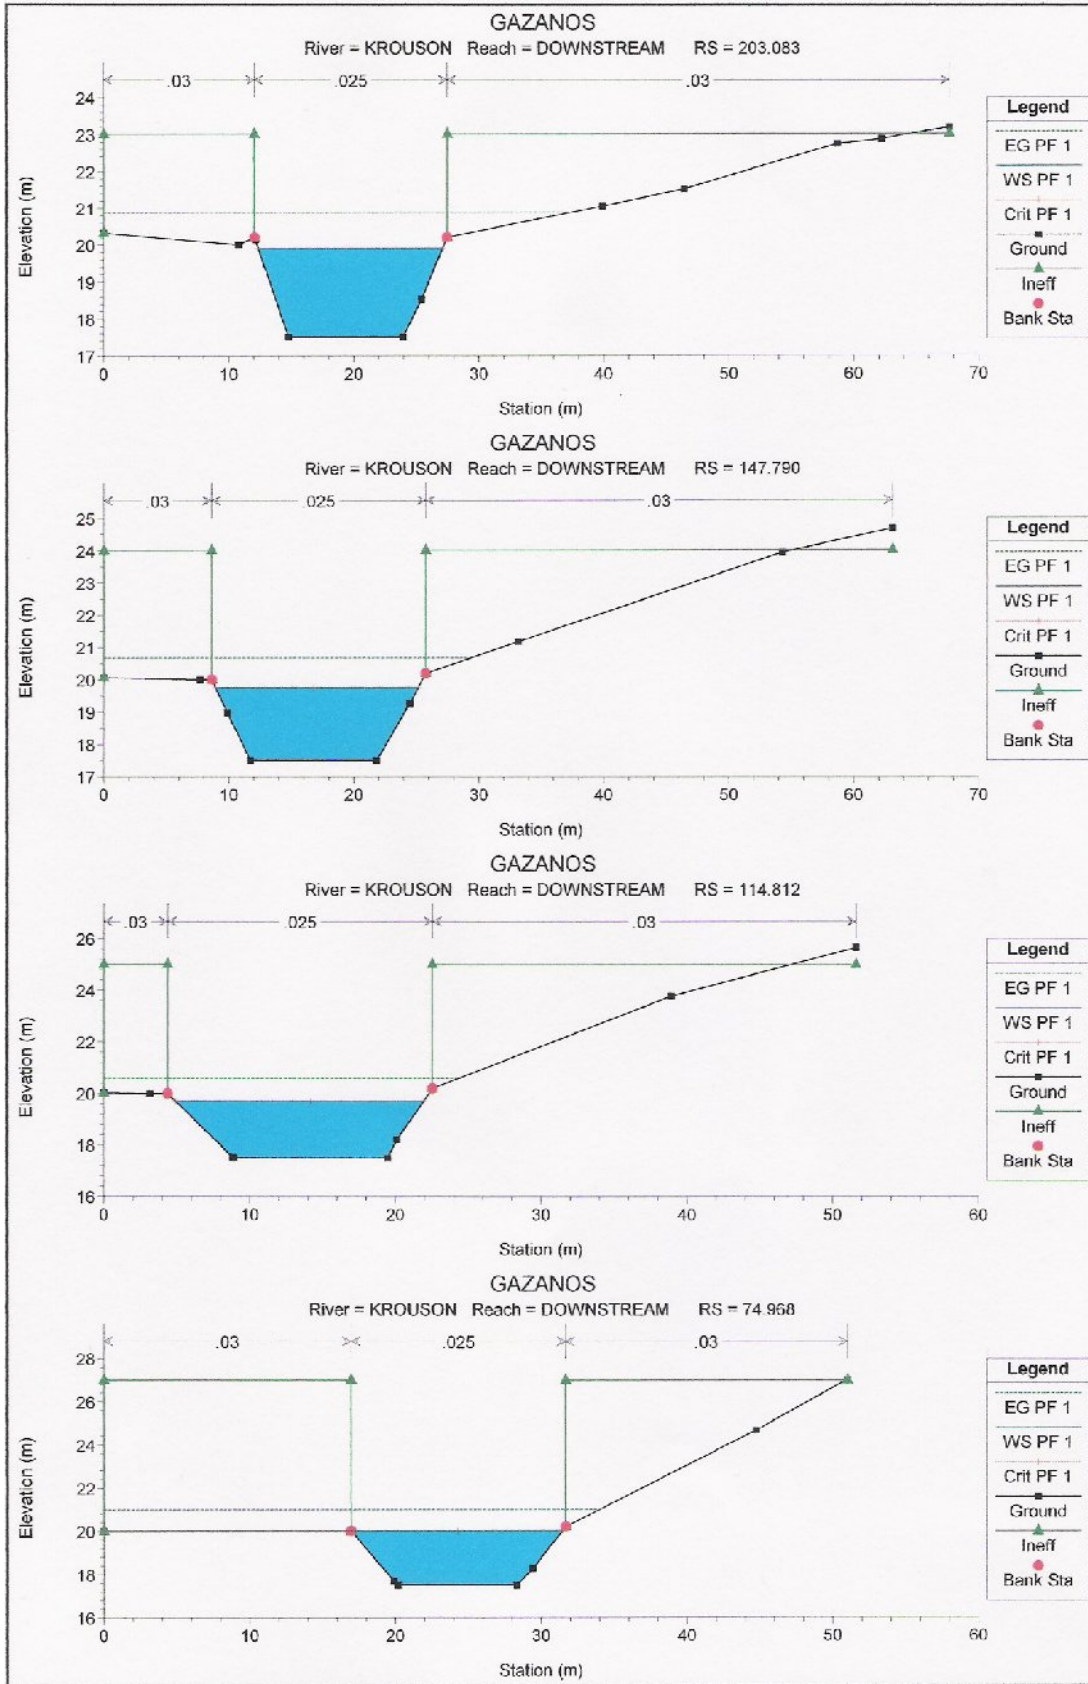 GAZANOS
River = KROUSON Reach = DOWNSTREAM RS = 203.083
.03 .025 .03
24
23
22
21
20
19
18
17
Elevation (m)
0 10 20 30 40 50 60 70
Station (m)
Legend
EG PF 1
WS PF 1
Crit PF 1
Ground
Ineff
Bank Sta
GAZANOS
River = KROUSON Reach = DOWNSTREAM RS = 147.790
.03 .025 .03
25
24
23
22
21
20
19
18
17
Elevation (m)
0 10 20 30 40 50 60 70
Station (m)
Legend
EG PF 1
WS PF 1
Crit PF 1
Ground
Ineff
Bank Sta
GAZANOS
River = KROUSON Reach = DOWNSTREAM RS = 114.812
.03 .025 .03
26
24
22
20
18
16
Elevation (m)
0 10 20 30 40 50 60
Station (m)
Legend
EG PF 1
WS PF 1
Crit PF 1
Ground
Ineff
Bank Sta
GAZANOS
River = KROUSON Reach = DOWNSTREAM RS = 74.968
.03 .025 .03
28
26
24
22
20
18
16
Elevation (m)
0 10 20 30 40 50 60
Station (m)
Legend
EG PF 1
WS PF 1
Crit PF 1
Ground
Ineff
Bank Sta